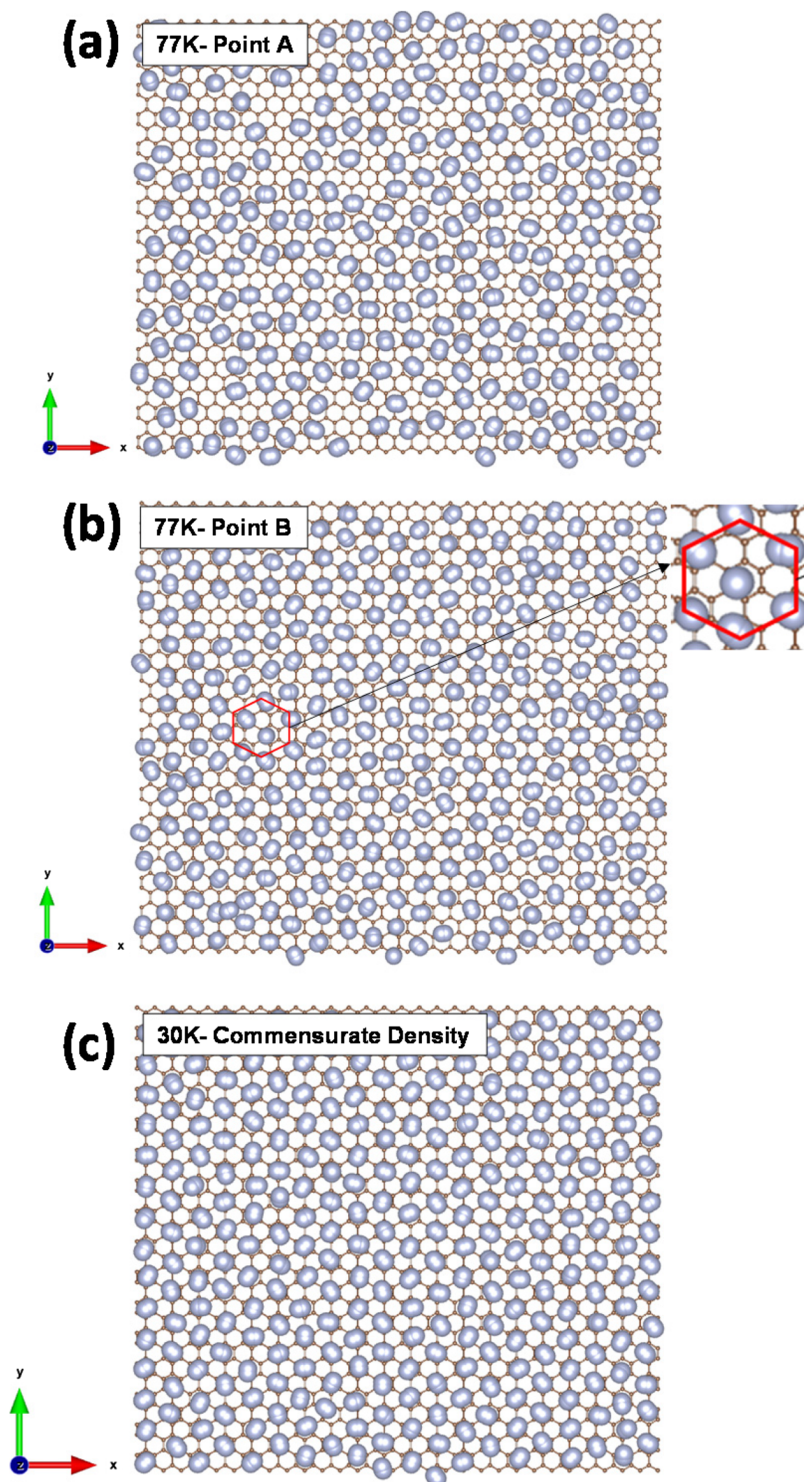 (a)
77K- Point A
y
z
x
(b)
77K- Point B
y
z
x
(c)
30K- Commensurate Density
y
z
x